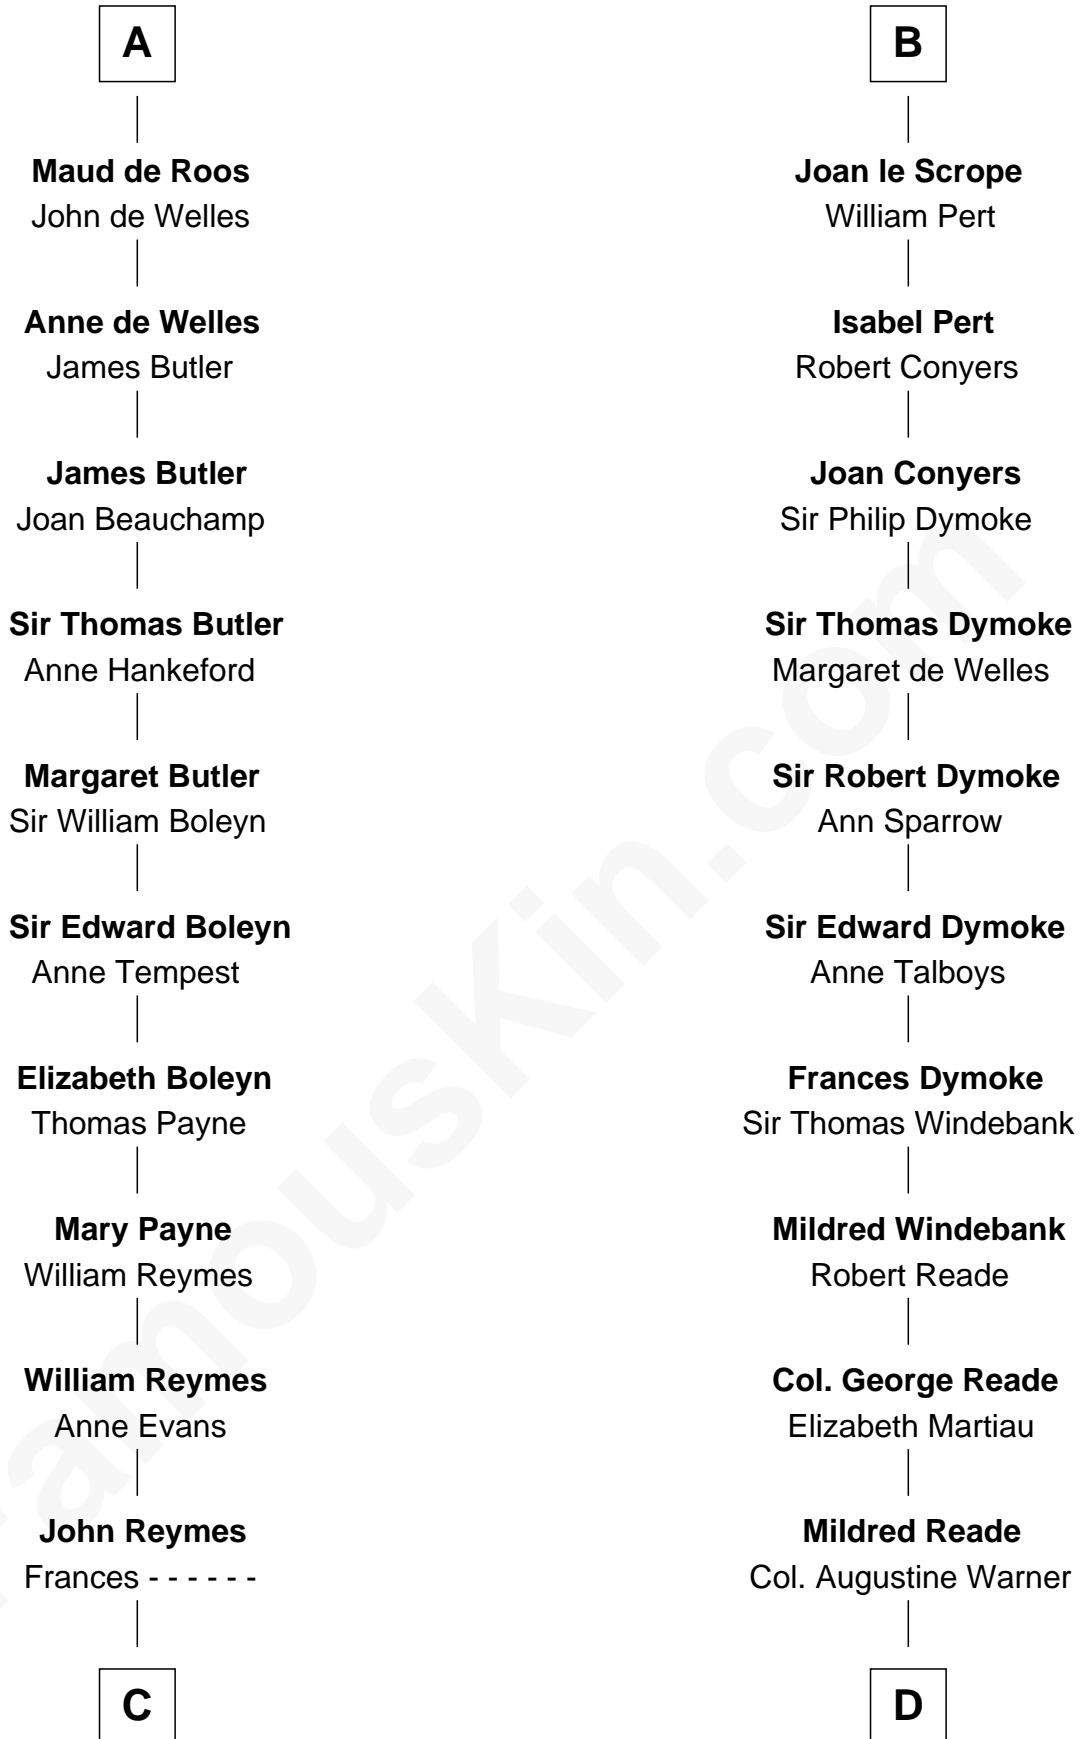 A
Maud de Roos
John de Welles
Anne de Welles
James Butler
James Butler
Joan Beauchamp
Sir Thomas Butler
Anne Hankeford
Margaret Butler
Sir William Boleyn
Sir Edward Boleyn
Anne Tempest
Elizabeth Boleyn
Thomas Payne
Mary Payne
William Reymes
William Reymes
Anne Evans
John Reymes
Frances - - - - - -
C
B
Joan le Scrope
William Pert
Isabel Pert
Robert Conyers
Joan Conyers
Sir Philip Dymoke
Sir Thomas Dymoke
Margaret de Welles
Sir Robert Dymoke
Ann Sparrow
Sir Edward Dymoke
Anne Talboys
Frances Dymoke
Sir Thomas Windebank
Mildred Windebank
Robert Reade
Col. George Reade
Elizabeth Martiau
Mildred Reade
Col. Augustine Warner
D
FamousKin.com